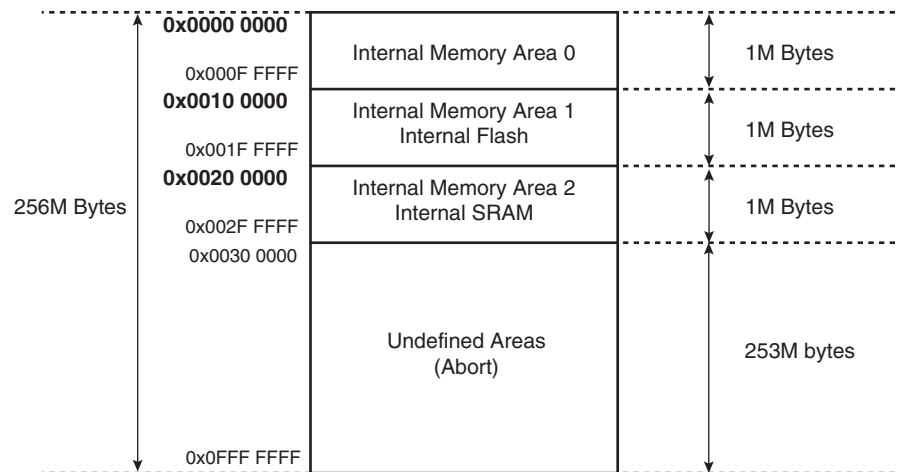 0x0000 0000
Internal Memory Area 0
1M Bytes
0x000F FFFF
0x0010 0000
Internal Memory Area 1
Internal Flash
1M Bytes
0x001F FFFF
0x0020 0000
Internal Memory Area 2
Internal SRAM
1M Bytes
256M Bytes
0x002F FFFF
0x0030 0000
Undefined Areas
(Abort)
253M bytes
0x0FFF FFFF